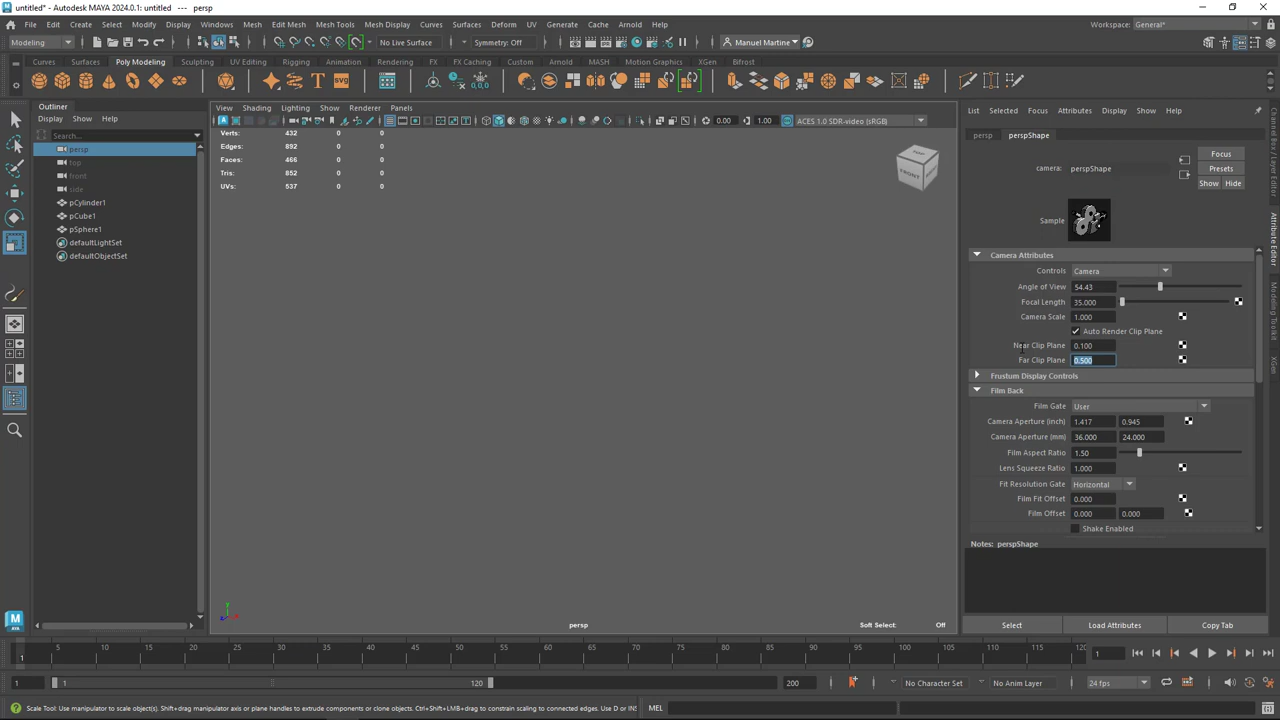 untitled* - Autodesk MAYA 2024.0.1: untitled --- persp
File Edit Create Select Modify Display Windows Mesh Edit Mesh Mesh Tools Mesh Display Curves Surfaces Deform UV Generate Cache Arnold Help
Workspace: General*
Modeling No Live Surface Symmetry: Off Manuel Martine
Curves Surfaces Poly Modeling Sculpting UV Editing Rigging Animation Rendering FX FX Caching Custom Arnold MASH Motion Graphics XGen Bifrost
Outliner
Display Show Help
Search...
persp
top
front
side
pCylinder1
pCube1
pSphere1
defaultLightSet
defaultObjectSet
View Shading Lighting Show Renderer Panels
0.00 1.00 ACES 1.0 SDR-video (sRGB)
Verts: 432 0 0
Edges: 892 0 0
Faces: 466 0 0
Tris: 852 0 0
UVs: 537 0 0
TOP
FRONT
persp
Soft Select: Off
List Selected Focus Attributes Display Show Help
persp perspShape
camera: perspShape
Focus
Presets
Show Hide
Sample
Camera Attributes
Controls Camera
Angle of View 54.43
Focal Length 35.000
Camera Scale 1.000
Auto Render Clip Plane
Near Clip Plane 0.100
Far Clip Plane 0.500
Frustum Display Controls
Film Back
Film Gate User
Camera Aperture (inch) 1.417 0.945
Camera Aperture (mm) 36.000 24.000
Film Aspect Ratio 1.50
Lens Squeeze Ratio 1.000
Fit Resolution Gate Horizontal
Film Fit Offset 0.000
Film Offset 0.000 0.000
Shake Enabled
Notes: perspShape
Select Load Attributes Copy Tab
Channel Box / Layer Editor
Attribute Editor
Modeling Toolkit
XGen
5 10 15 20 25 30 35 40 45 50 55 60 65 70 75 80 85 90 95 100 105 110 115 120
1 1
1 1 120 200 No Character Set No Anim Layer 24 fps
Scale Tool: Use manipulator to scale object(s). Shift+drag manipulator axis or plane handles to extrude components or clone objects. Ctrl+Shift+LMB+drag to constrain scaling to connected edges. Use D or INS
MEL